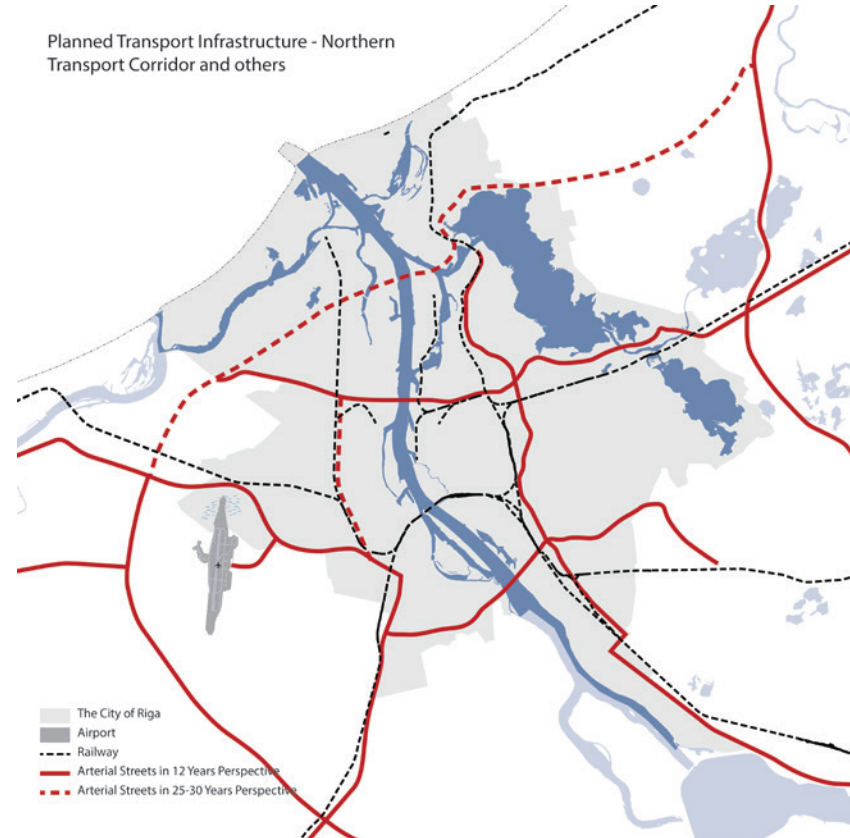 Planned Transport Infrastructure - Northern
Transport Corridor and others
The City of Riga
Airport
Railway
Arterial Streets in 12 Years Perspective
Arterial Streets in 25-30 Years Perspective